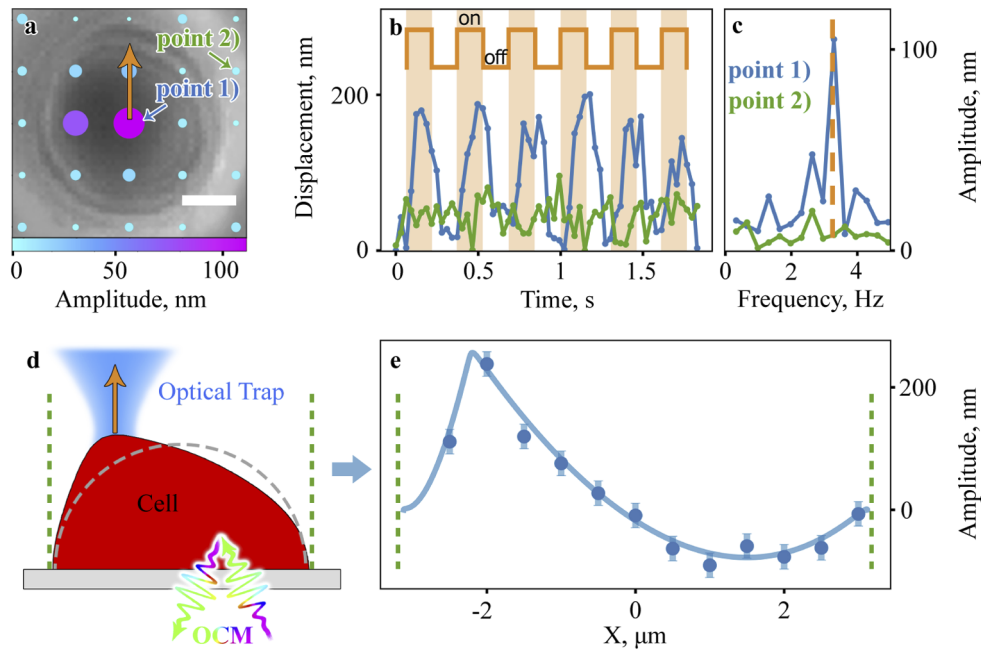 a
point 2)
point 1)
0
50
100
Amplitude, nm
b
on
off
Displacement, nm
200
0
0
0.5
1
1.5
Time, s
c
point 1)
point 2)
100
0
Amplitude, nm
2
4
Frequency, Hz
d
Optical Trap
Cell
OCM
e
200
0
Amplitude, nm
-2
0
2
X, μm